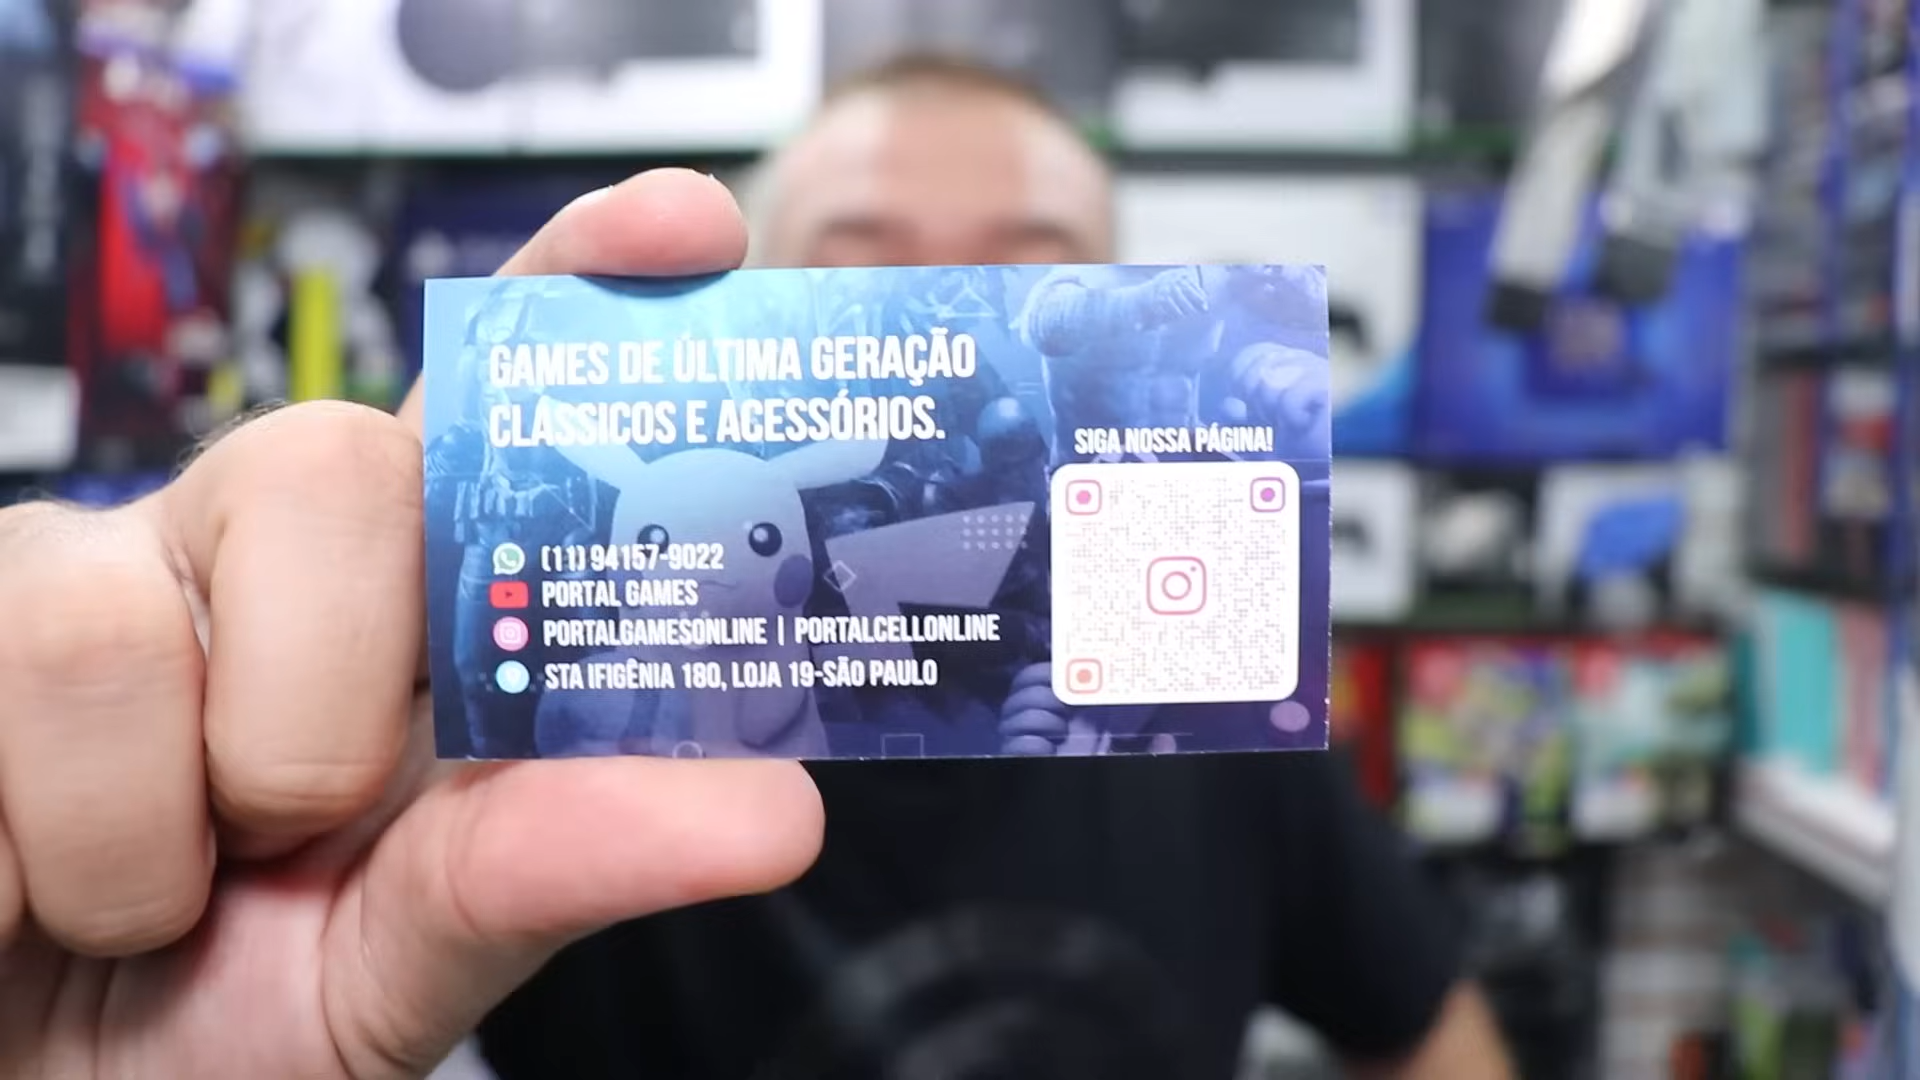 GAMES DE ÚLTIMA GERAÇÃO
CLÁSSICOS E ACESSÓRIOS.
SIGA NOSSA PÁGINA!
(11) 94157-9022
PORTAL GAMES
PORTALGAMESONLINE | PORTALCELLONLINE
STA IFIGÊNIA 180, LOJA 19-SÃO PAULO